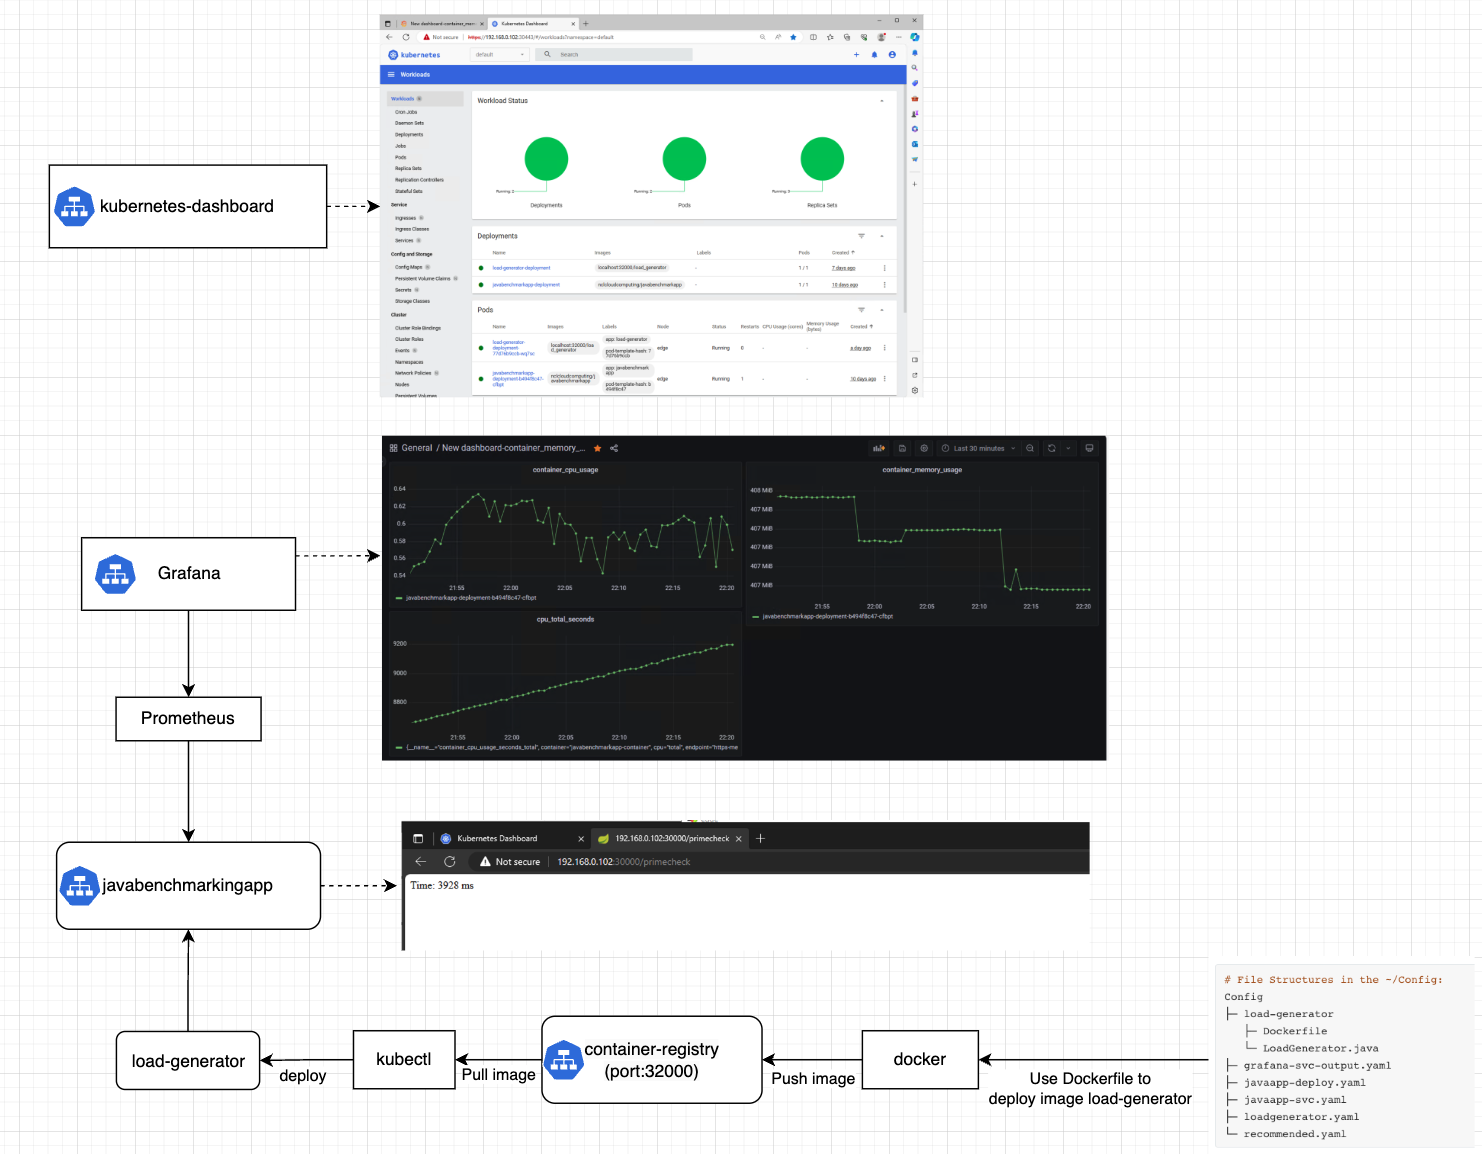 New dashboard-container_mem
Kubernetes Dashboard
Not secure
https://192.168.0.102:30443/#/workloads?namespace=default
kubernetes
default
Search
Workloads
Workloads
Cron Jobs
Daemon Sets
Deployments
Jobs
Pods
Replica Sets
Replication Controllers
Stateful Sets
Service
Ingresses
Ingress Classes
Services
Config and Storage
Config Maps
Persistent Volume Claims
Secrets
Storage Classes
Cluster
Cluster Role Bindings
Cluster Roles
Events
Namespaces
Network Policies
Nodes
Persistent Volumes
Workload Status
Running: 2
Running: 2
Deployments
Pods
Replica Sets
Deployments
Name Images Labels Pods Created
load-generator-deployment localhost:32000/load_generator - 1 / 1 7 days ago
javabenchmarkapp-deployment nclcloudcomputing/javabenchmarkapp - 1 / 1 10 days ago
Pods
Name Images Labels Node Status Restarts CPU Usage (cores) Memory Usage (bytes) Created
load-generator-
deployment-
localhost:32000/loa
d_generator
app: load-generator
edge Running 0 - - a day ago
javabenchmarkapp-
deployment-b494f8c47-
cfbpt
nclcloudcomputing/j
avabenchmarkapp
app: javabenchmark
app
pod-template-hash: b
494f8c47
edge Running 1 - - 10 days ago
kubernetes-dashboard
General / New dashboard-container_memory_...
Last 30 minutes
container_cpu_usage
0.64
0.62
0.6
0.58
0.56
0.54
21:55 22:00 22:05 22:10 22:15 22:20
javabenchmarkapp-deployment-b494f8c47-cfbpt
container_memory_usage
408 MiB
407 MiB
407 MiB
407 MiB
407 MiB
407 MiB
21:55 22:00 22:05 22:10 22:15 22:20
javabenchmarkapp-deployment-b494f8c47-cfbpt
cpu_total_seconds
9200
9000
8800
21:55 22:00 22:05 22:10 22:15 22:20
{__name__="container_cpu_usage_seconds_total", container="javabenchmarkapp-container", cpu="total", endpoint="https-me
Grafana
Prometheus
Kubernetes Dashboard
192.168.0.102:30000/primecheck
Not secure
192.168.0.102:30000/primecheck
Time: 3928 ms
javabenchmarkingapp
load-generator
deploy
kubectl
Pull image
container-registry
(port:32000)
Push image
docker
Use Dockerfile to
deploy image load-generator
# File Structures in the ~/Config:
Config
├─ load-generator
├─ Dockerfile
└─ LoadGenerator.java
├─ grafana-svc-output.yaml
├─ javaapp-deploy.yaml
├─ javaapp-svc.yaml
├─ loadgenerator.yaml
└─ recommended.yaml